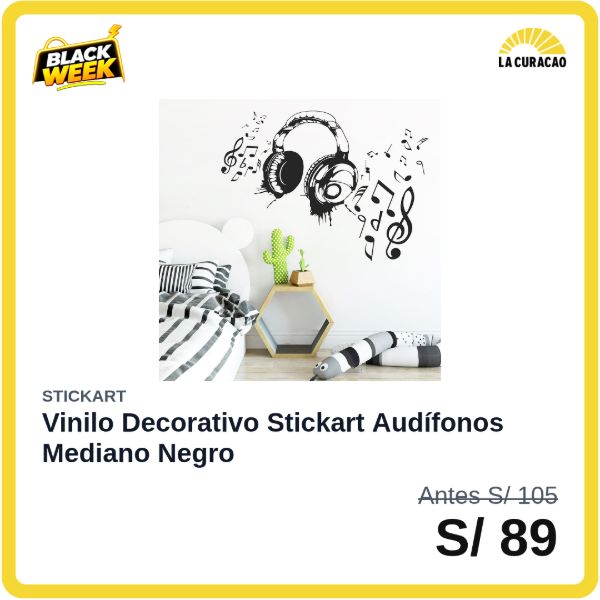 BLACK
WEEK
LA CURACAO
STICKART
Vinilo Decorativo Stickart Audífonos
Mediano Negro
Antes S/ 105
S/ 89